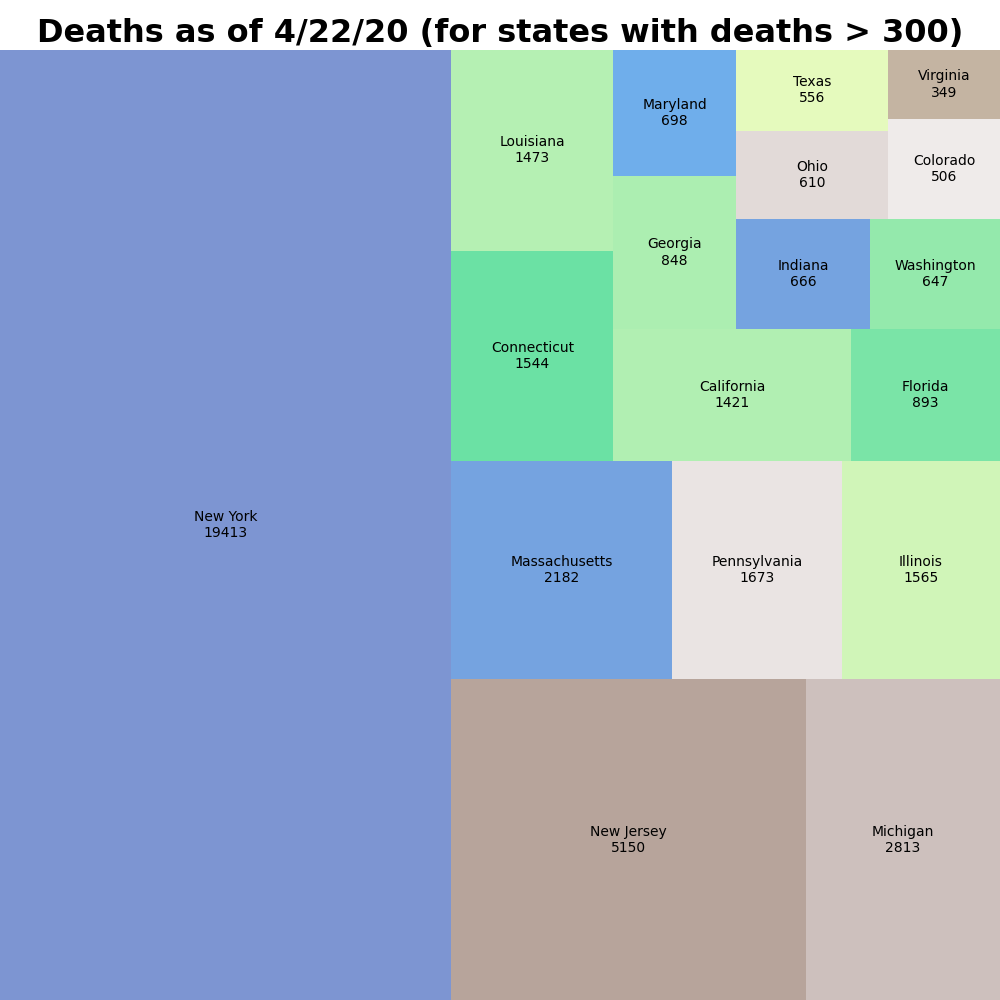 Deaths as of 4/22/20 (for states with deaths > 300)
New York
19413
Louisiana
1473
Maryland
698
Texas
556
Virginia
349
Ohio
610
Colorado
506
Georgia
848
Indiana
666
Washington
647
Connecticut
1544
California
1421
Florida
893
Massachusetts
2182
Pennsylvania
1673
Illinois
1565
New Jersey
5150
Michigan
2813